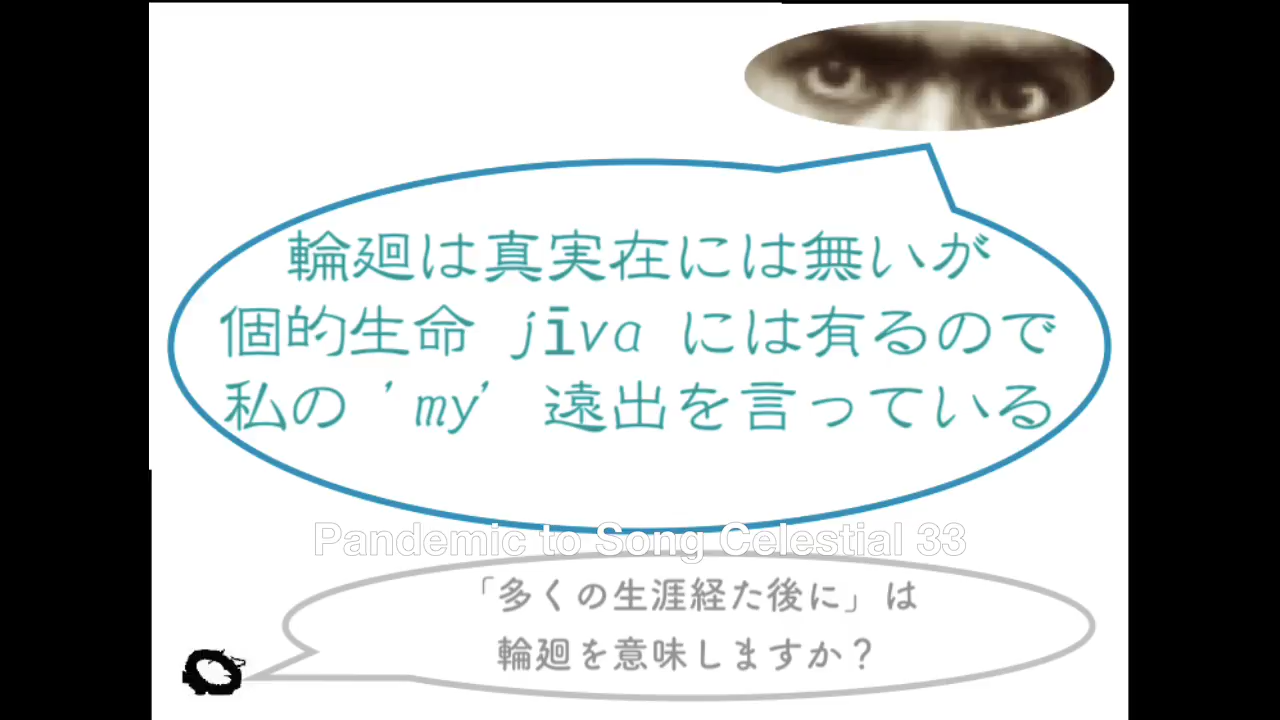 輪廻は真実在には無いが
個的生命 jīva には有るので
私の 'my' 遠出を言っている
Pandemic to Song Celestial 33
「多くの生涯経た後に」は
輪廻を意味しますか?